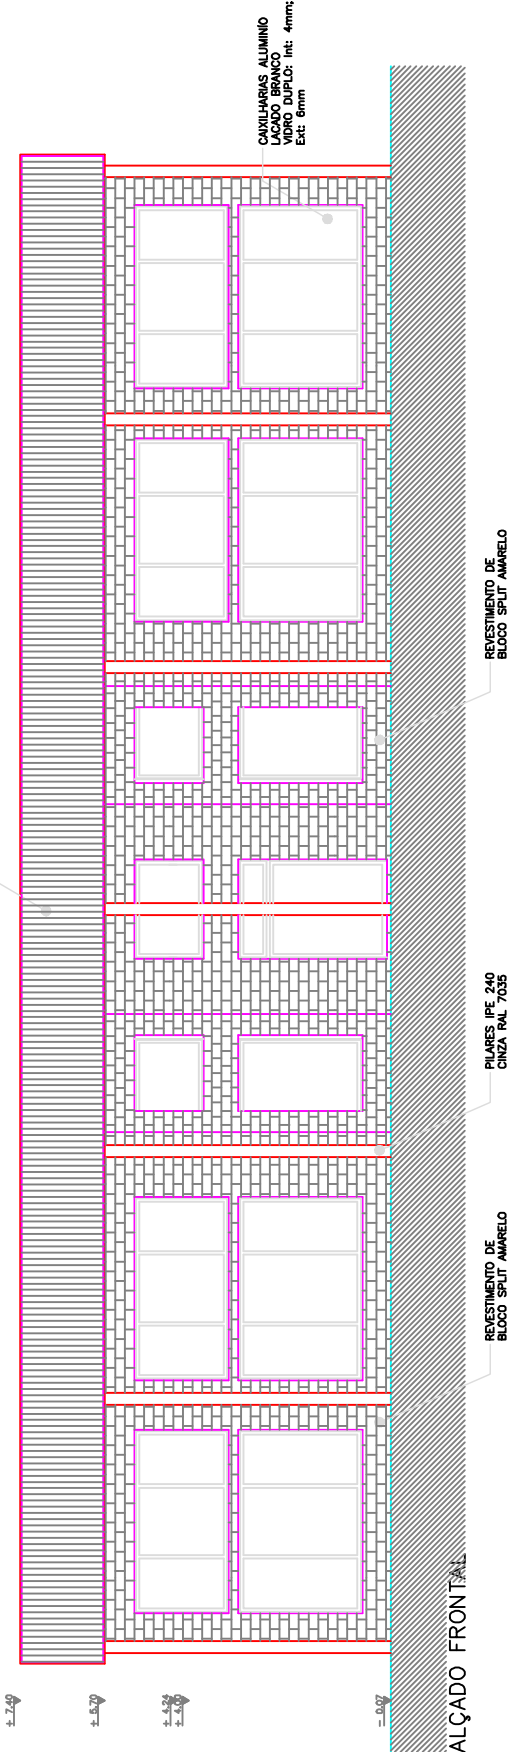 CAIXILHARIAS ALUMINÍO
LACADO BRANCO
VIDRO DUPLO: Int: 4mm;
Ext: 6mm
REVESTIMENTO DE
BLOCO SPLIT AMARELO
PILARES IPE 240
CINZA RAL 7035
REVESTIMENTO DE
BLOCO SPLIT AMARELO
± 7.40
± 5.70
± 4.24
± 4.00
- 0.07
ALÇADO FRONTAL